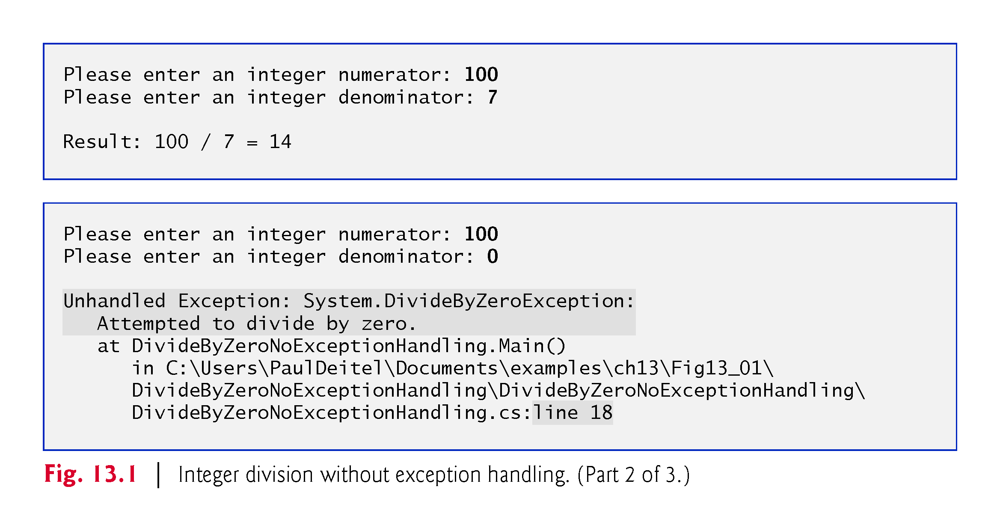 Please enter an integer numerator: 100
Please enter an integer denominator: 7
Result: 100 / 7 = 14
Please enter an integer numerator: 100
Please enter an integer denominator: 0
Unhandled Exception: System.DivideByZeroException:
Attempted to divide by zero.
at DivideByZeroNoExceptionHandling.Main()
in C:\Users\PaulDeitel\Documents\examples\ch13\Fig13_01\
DivideByZeroNoExceptionHandling\DivideByZeroNoExceptionHandling\
DivideByZeroNoExceptionHandling.cs:line 18
Fig. 13.1 | Integer division without exception handling. (Part 2 of 3.)